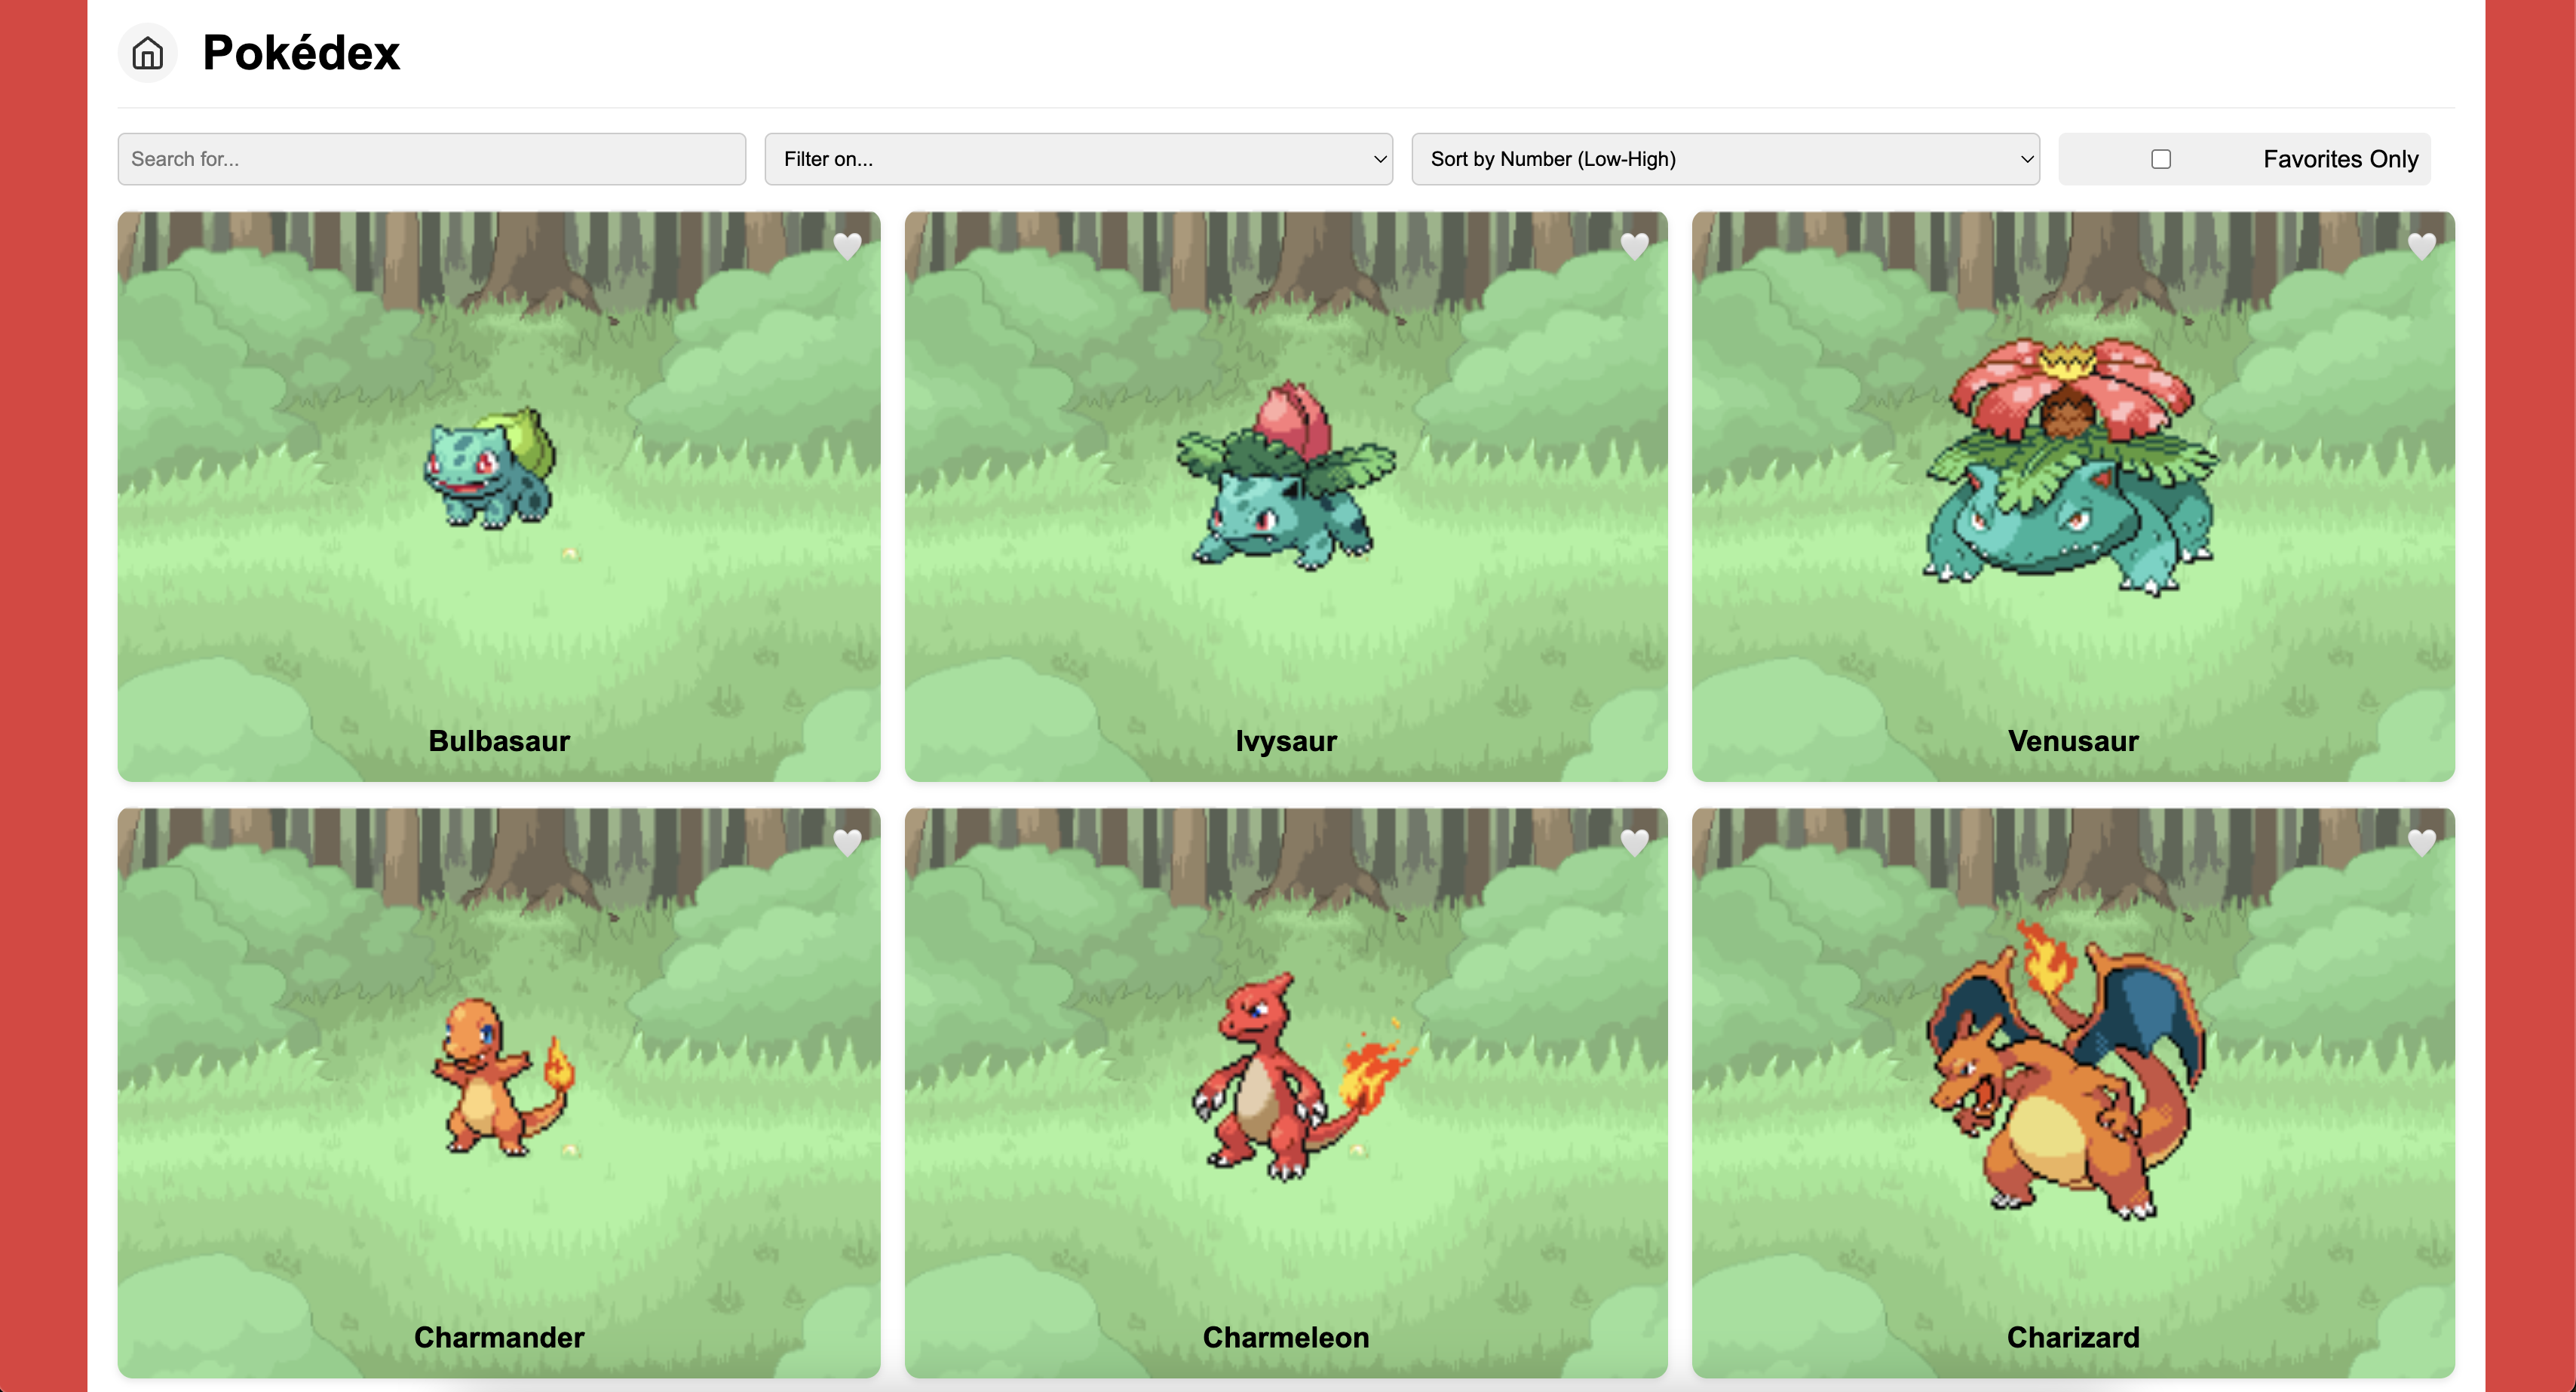 Pokédex
Search for...
Filter on...
Sort by Number (Low-High)
Favorites Only
Bulbasaur
Ivysaur
Venusaur
Charmander
Charmeleon
Charizard